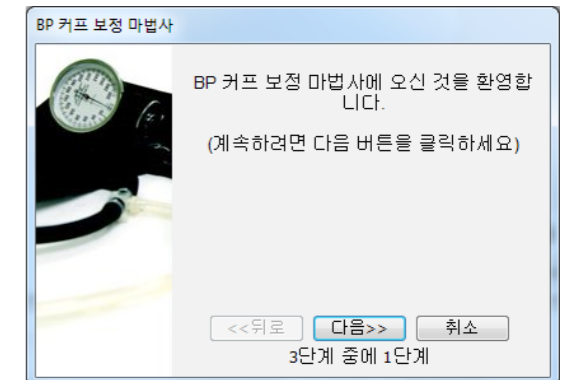 BP 커프 보정 마법사
BP 커프 보정 마법사에 오신 것을 환영합
니다.
(계속하려면 다음 버튼을 클릭하세요)
<<뒤로 다음>> 취소
3단계 중에 1단계